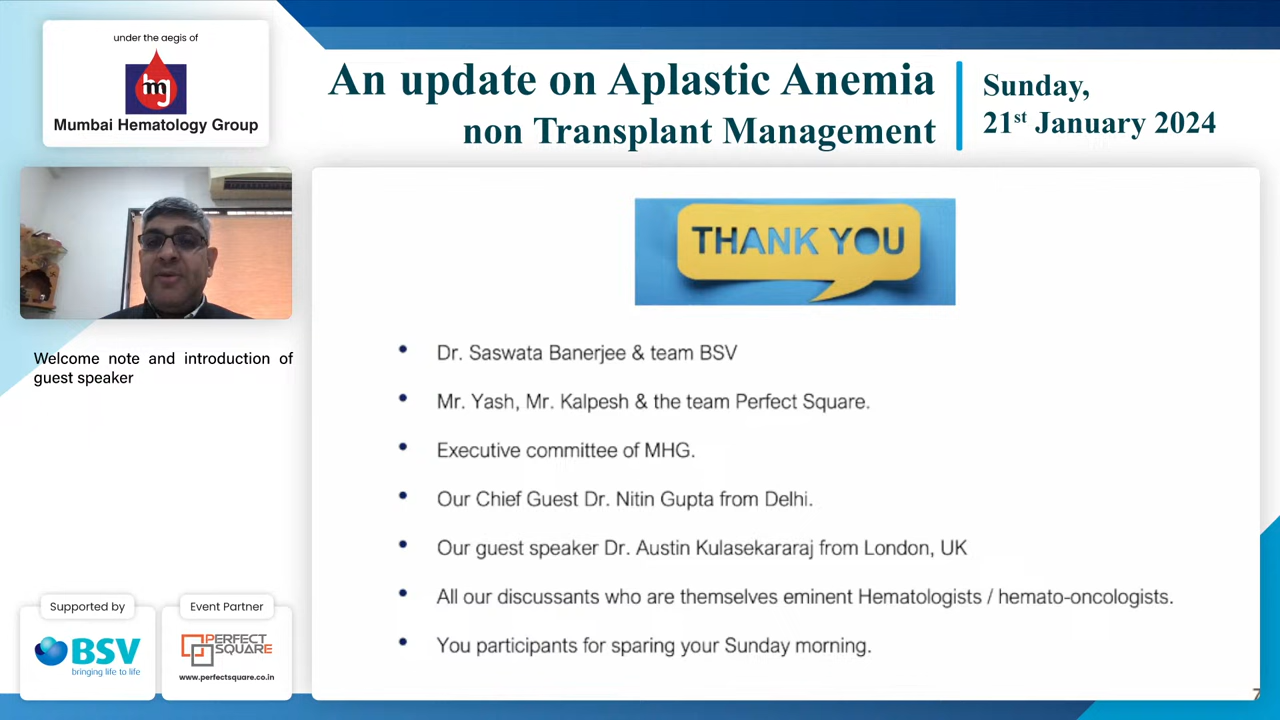 under the aegis of
mg
Mumbai Hematology Group
An update on Aplastic Anemia
non Transplant Management
Sunday,
21st January 2024
Welcome note and introduction of
guest speaker
THANK YOU
• Dr. Saswata Banerjee & team BSV
• Mr. Yash, Mr. Kalpesh & the team Perfect Square.
• Executive committee of MHG.
• Our Chief Guest Dr. Nitin Gupta from Delhi.
• Our guest speaker Dr. Austin Kulasekararaj from London, UK
• All our discussants who are themselves eminent Hematologists / hemato-oncologists.
• You participants for sparing your Sunday morning.
Supported by
BSV
bringing life to life
Event Partner
PERFECT
SQUARE
www.perfectsquare.co.in
7